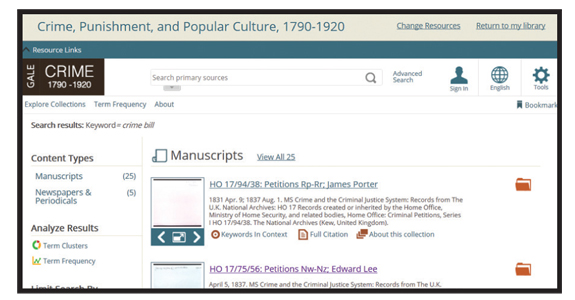 Crime, Punishment, and Popular Culture, 1790-1920
Change Resources
Return to my library
Resource Links
GALE
CRIME
1790 -1920
Search primary sources
Advanced
Search
Sign In
English
Tools
Explore Collections Term Frequency About
Bookmark
Search results: Keyword= crime bill
Content Types
Manuscripts (25)
Newspapers & (5)
Periodicals
Analyze Results
Term Clusters
Term Frequency
Limit Search By
Manuscripts View All 25
HO 17/94/38; Petitions Rp-Rr; James Porter
1831 Apr. 9; 1837 Aug. 1. MS Crime and the Criminal Justice System: Records from The
U.K. National Archives: HO 17 Records created or inherited by the Home Office,
Ministry of Home Security, and related bodies, Home Office: Criminal Petitions, Series
I HO 17/94/38. The National Archives (Kew, United Kingdom).
Keywords In Context Full Citation About this collection
HO 17/75/56; Petitions Nw-Nz; Edward Lee
April 5, 1837. MS Crime and the Criminal Justice System: Records from The U.K.